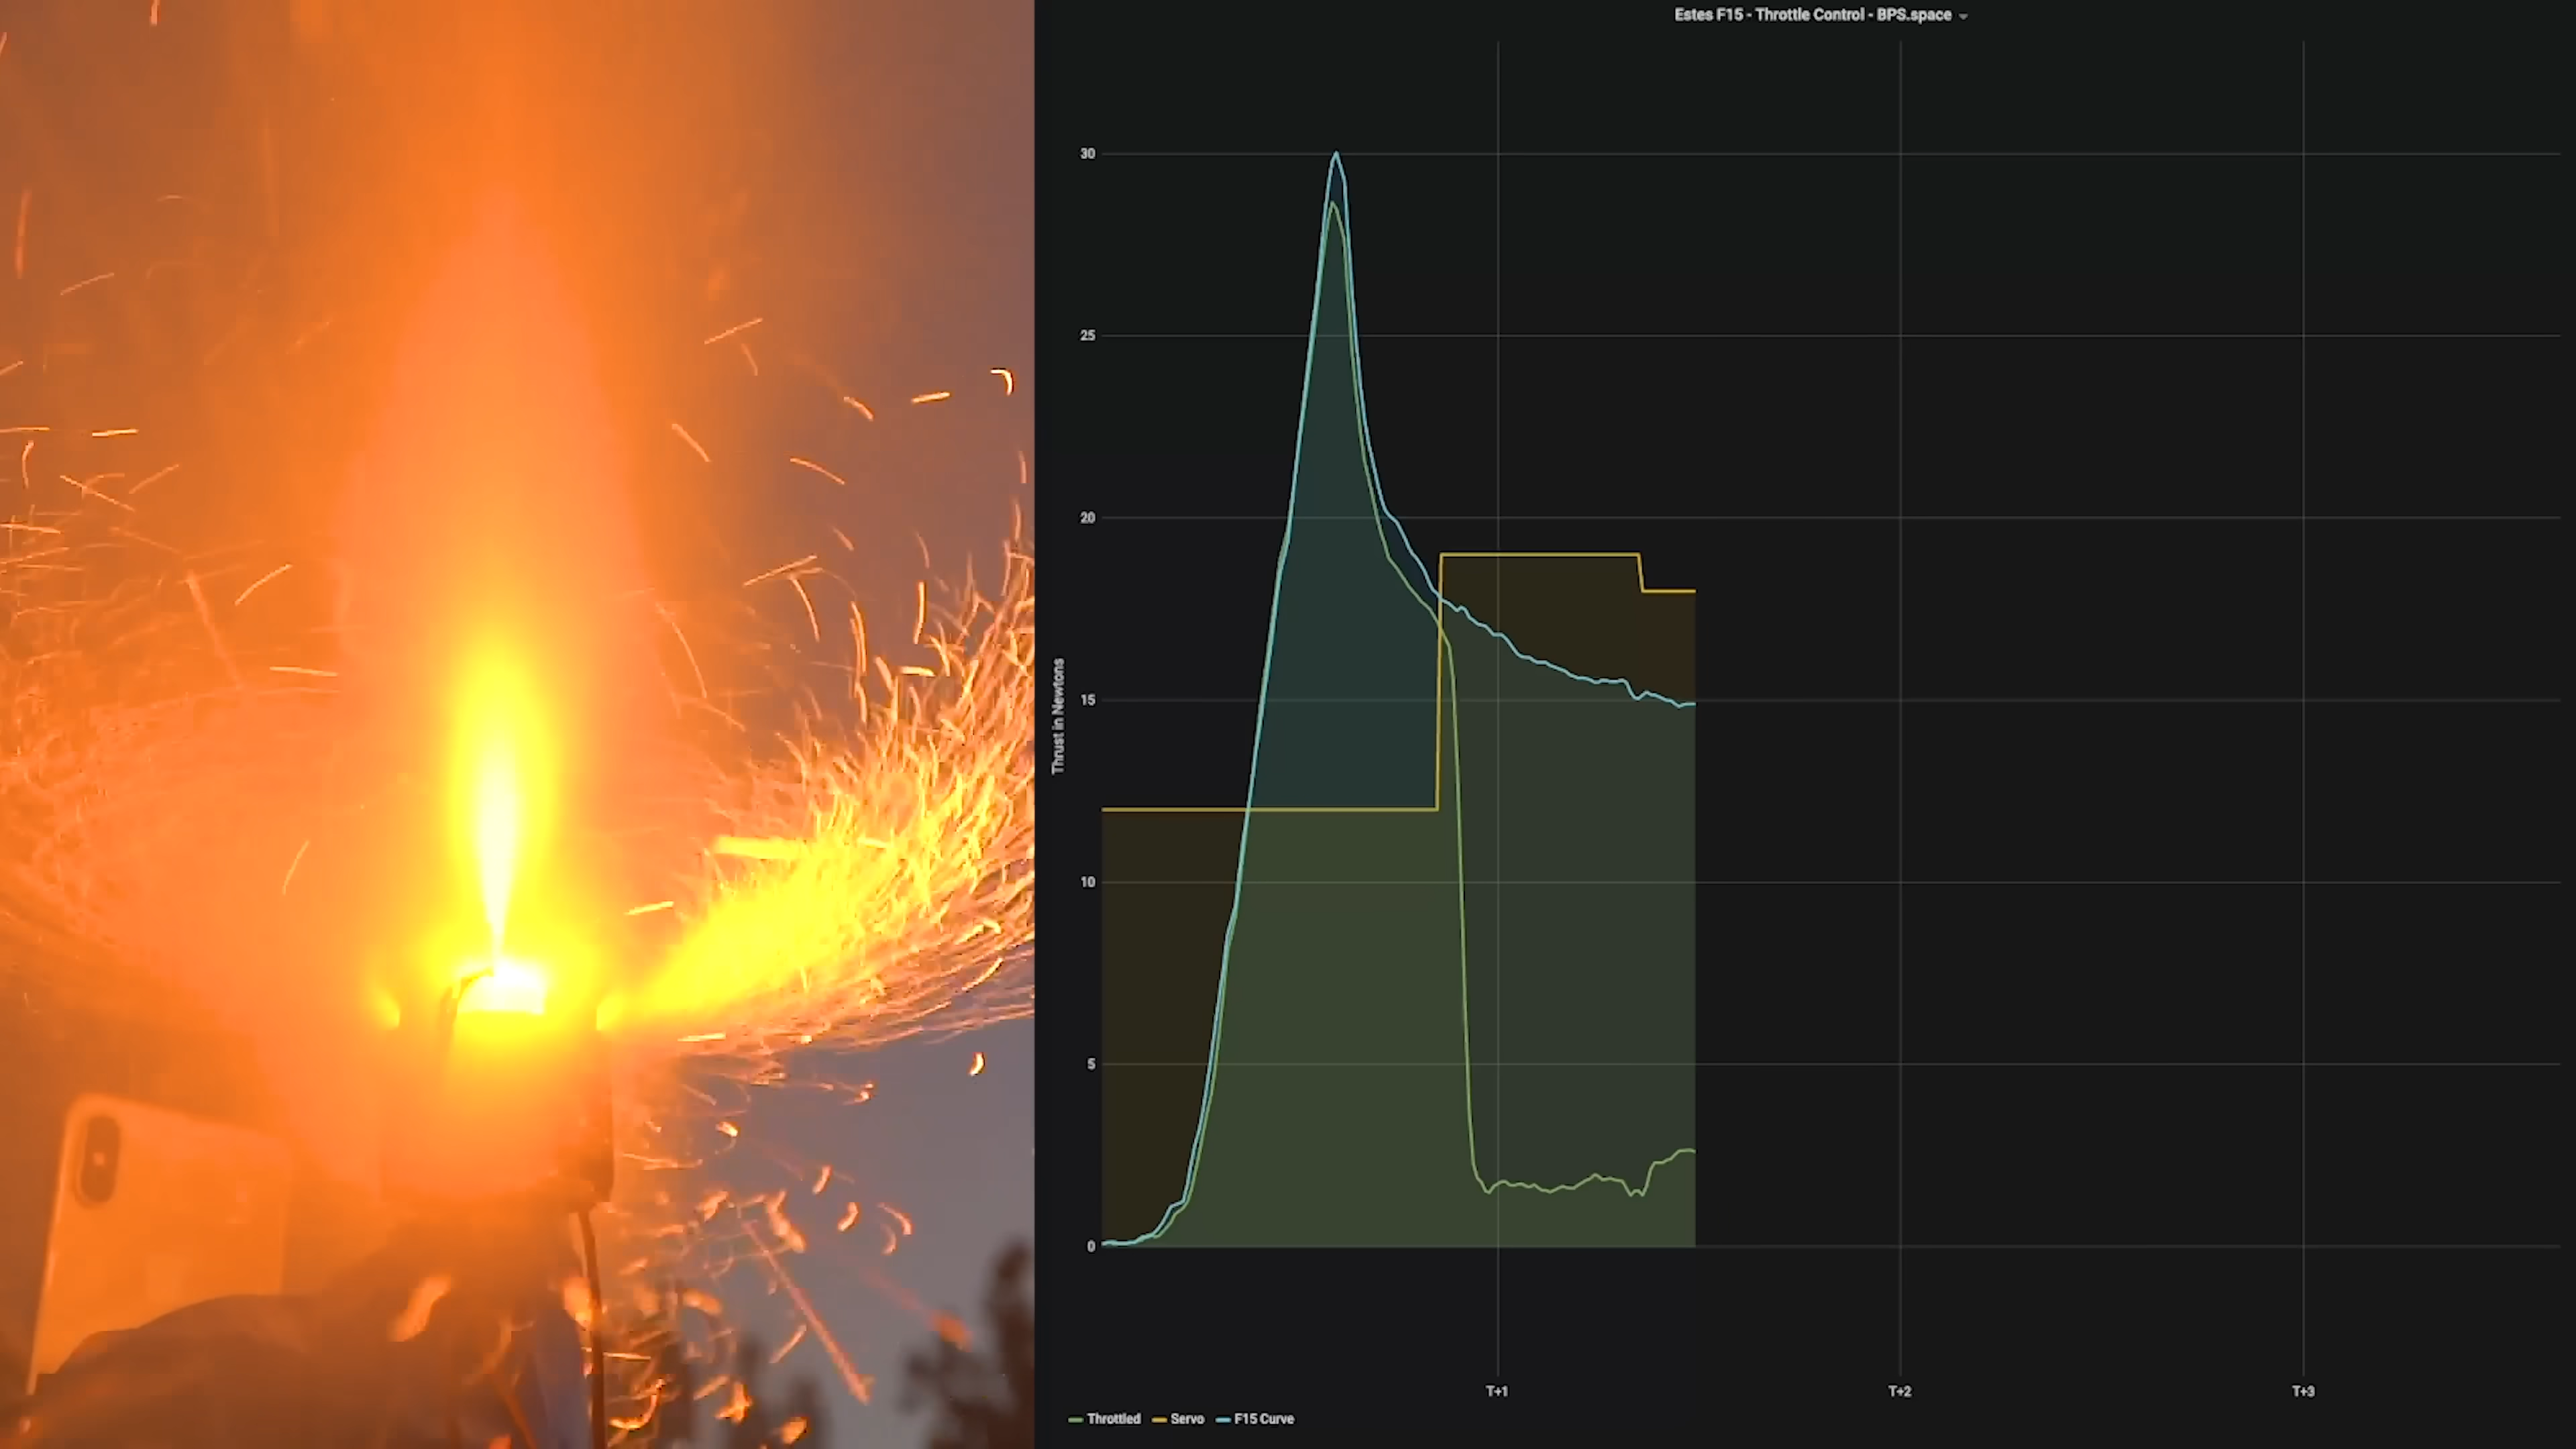 Estes F15 - Throttle Control - BPS.space
30
25
20
15
10
5
0
Thrust in Newtons
T+1
T+2
T+3
Throttled
Servo
F15 Curve